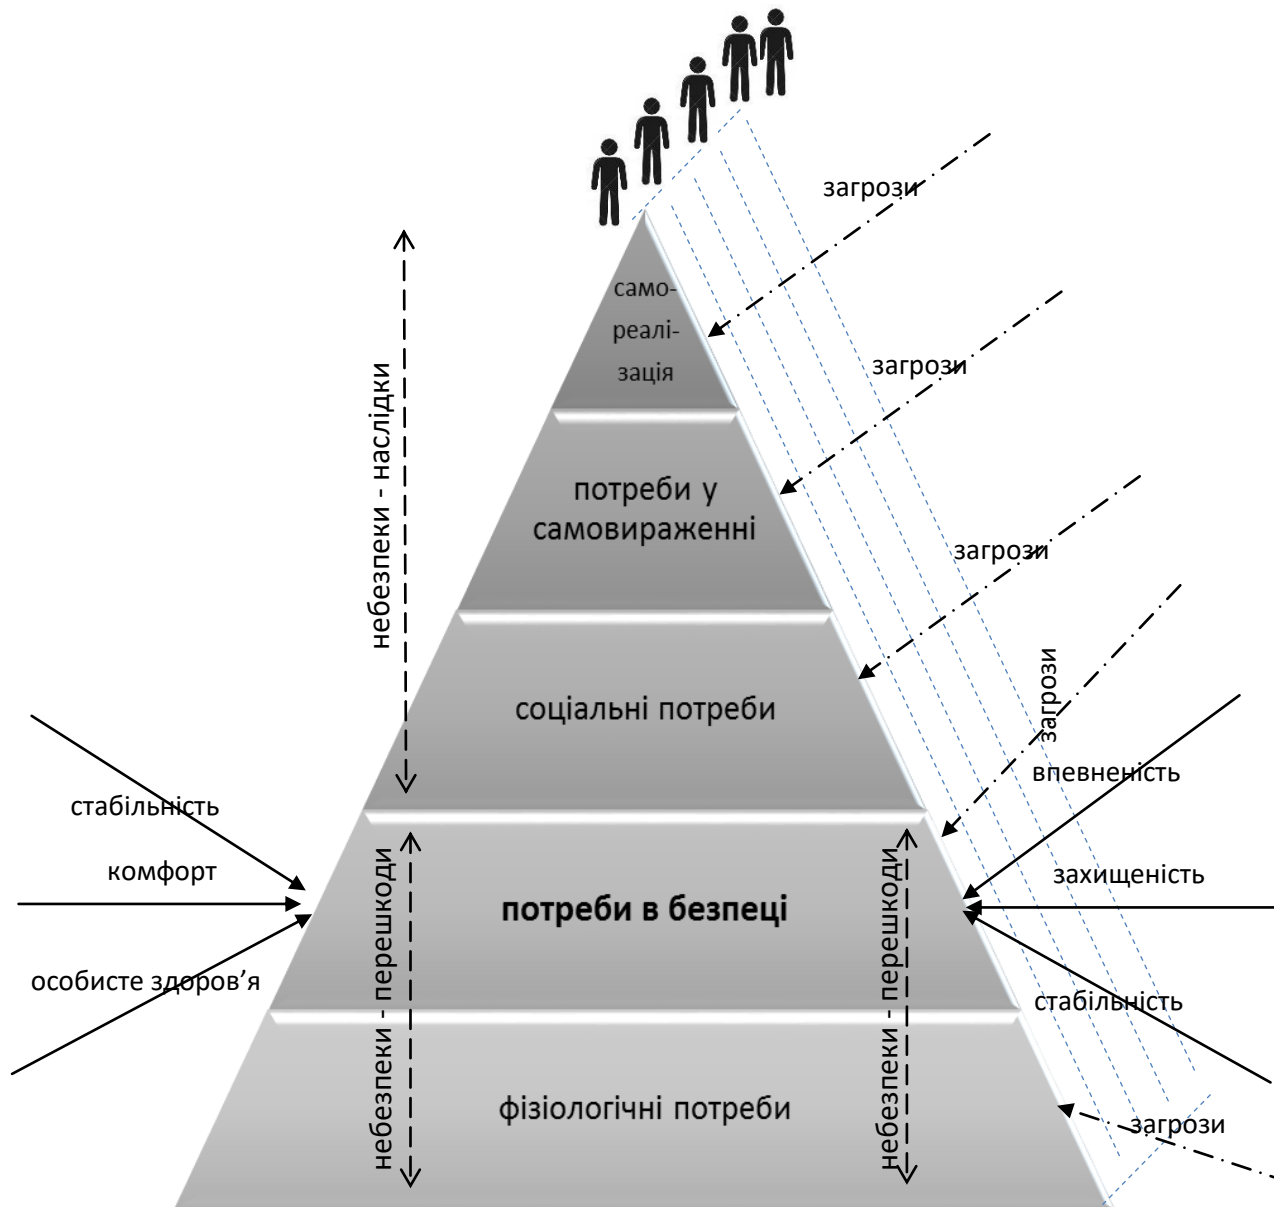 загрози
само-
реалі-
зація
загрози
небезпеки - наслідки
потреби у
самовираженні
загрози
загрози
соціальні потреби
впевненість
стабільність
комфорт
захищеність
небезпеки - перешкоди
потреби в безпеці
небезпеки - перешкоди
особисте здоров’я
стабільність
фізіологічні потреби
загрози